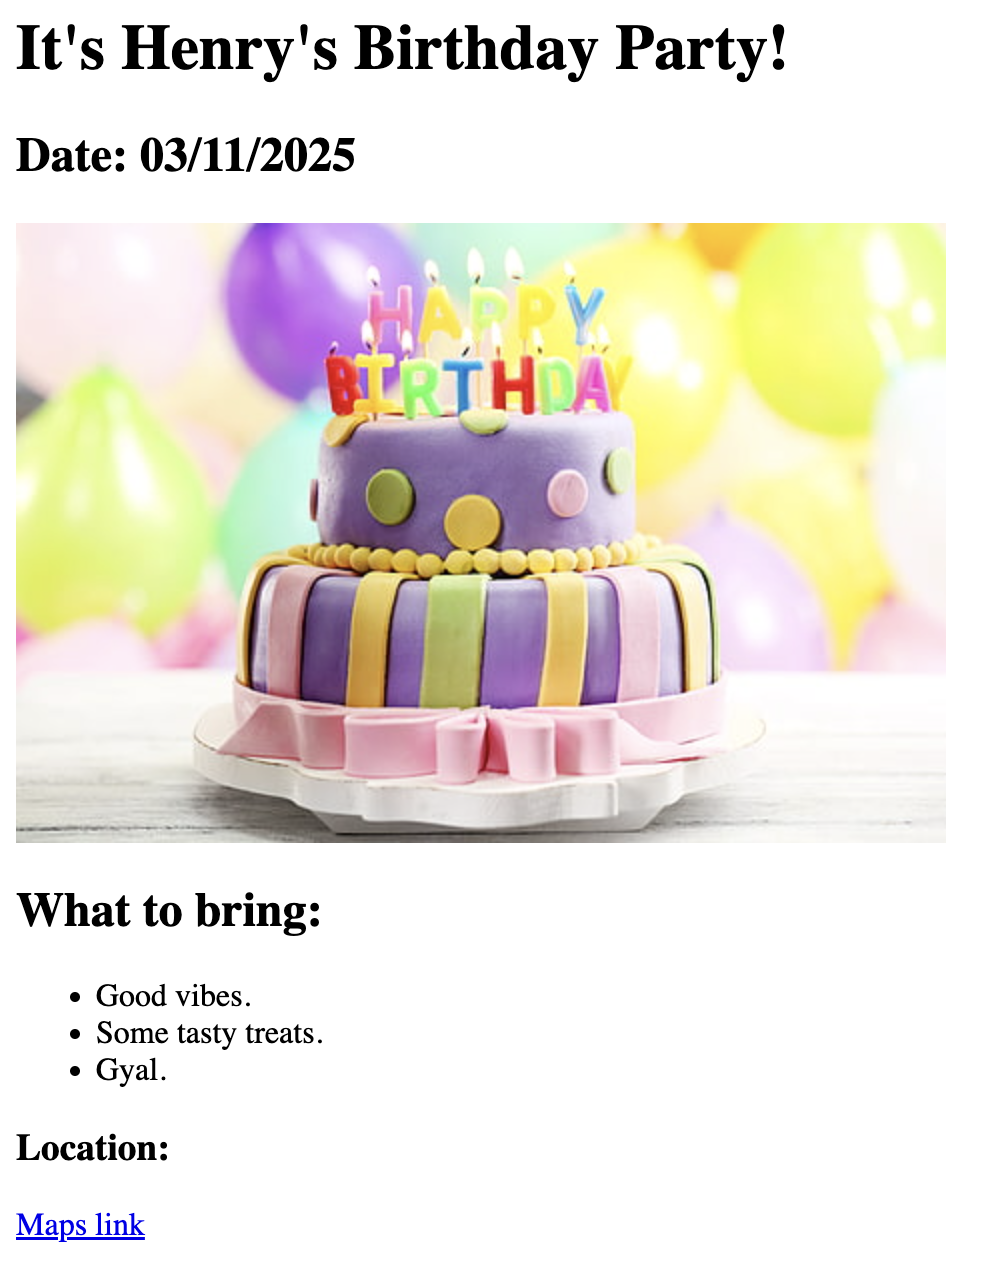 It's Henry's Birthday Party!
Date: 03/11/2025
HAPPY
BIRTHDAY
What to bring:
• Good vibes.
• Some tasty treats.
• Gyal.
Location:
Maps link